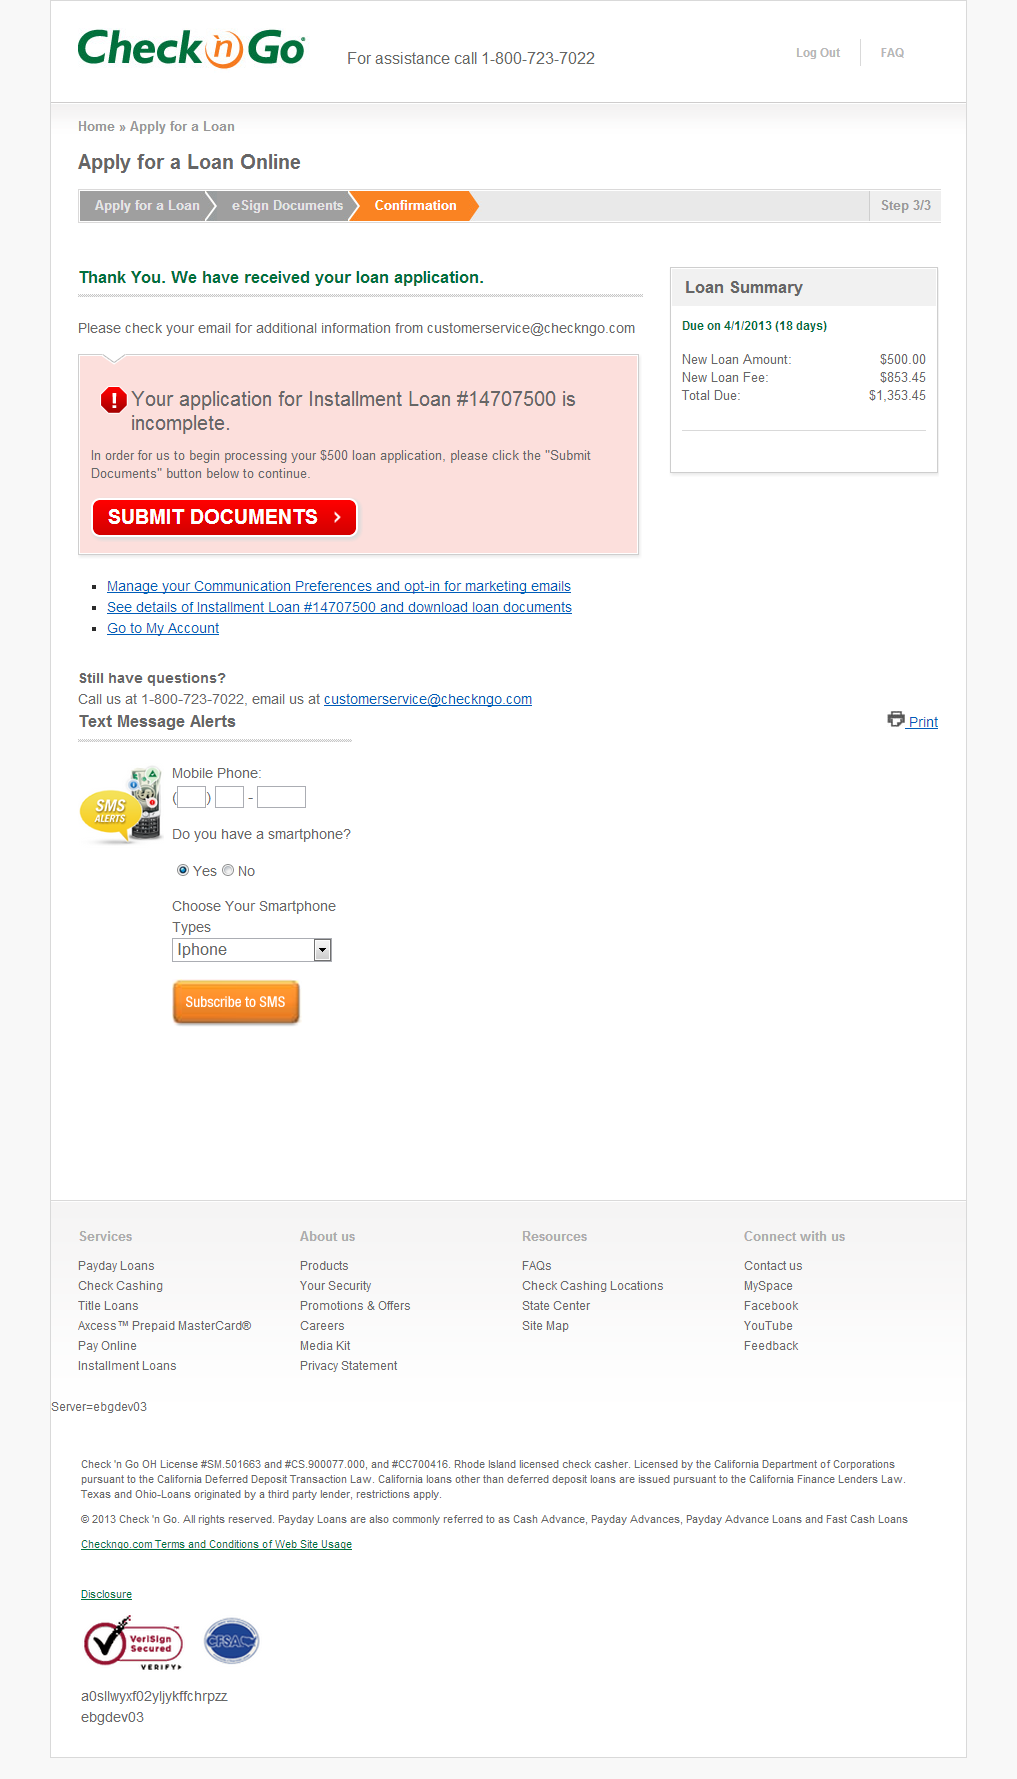 Check 'n Go
For assistance call 1-800-723-7022
Log Out
FAQ
Home » Apply for a Loan
Apply for a Loan Online
Apply for a Loan
eSign Documents
Confirmation
Step 3/3
Thank You. We have received your loan application.
Please check your email for additional information from customerservice@checkngo.com
Your application for Installment Loan #14707500 is
incomplete.
In order for us to begin processing your $500 loan application, please click the "Submit
Documents" button below to continue.
SUBMIT DOCUMENTS
Loan Summary
Due on 4/1/2013 (18 days)
New Loan Amount: $500.00
New Loan Fee: $853.45
Total Due: $1,353.45
Manage your Communication Preferences and opt-in for marketing emails
See details of Installment Loan #14707500 and download loan documents
Go to My Account
Still have questions?
Call us at 1-800-723-7022, email us at customerservice@checkngo.com
Text Message Alerts
Print
SMS
ALERTS
Mobile Phone:
( ) -
Do you have a smartphone?
Yes No
Choose Your Smartphone
Types
Iphone
Subscribe to SMS
Services
Payday Loans
Check Cashing
Title Loans
Axcess™ Prepaid MasterCard®
Pay Online
Installment Loans
About us
Products
Your Security
Promotions & Offers
Careers
Media Kit
Privacy Statement
Resources
FAQs
Check Cashing Locations
State Center
Site Map
Connect with us
Contact us
MySpace
Facebook
YouTube
Feedback
Server=ebgdev03
Check 'n Go OH License #SM.501663 and #CS.900077.000, and #CC700416. Rhode Island licensed check casher. Licensed by the California Department of Corporations
pursuant to the California Deferred Deposit Transaction Law. California loans other than deferred deposit loans are issued pursuant to the California Finance Lenders Law.
Texas and Ohio-Loans originated by a third party lender, restrictions apply.
© 2013 Check 'n Go. All rights reserved. Payday Loans are also commonly referred to as Cash Advance, Payday Advances, Payday Advance Loans and Fast Cash Loans
Checkngo.com Terms and Conditions of Web Site Usage
Disclosure
VeriSign
Secured
VERIFY
CFSA
a0sllwyxf02yljykffchrpzz
ebgdev03